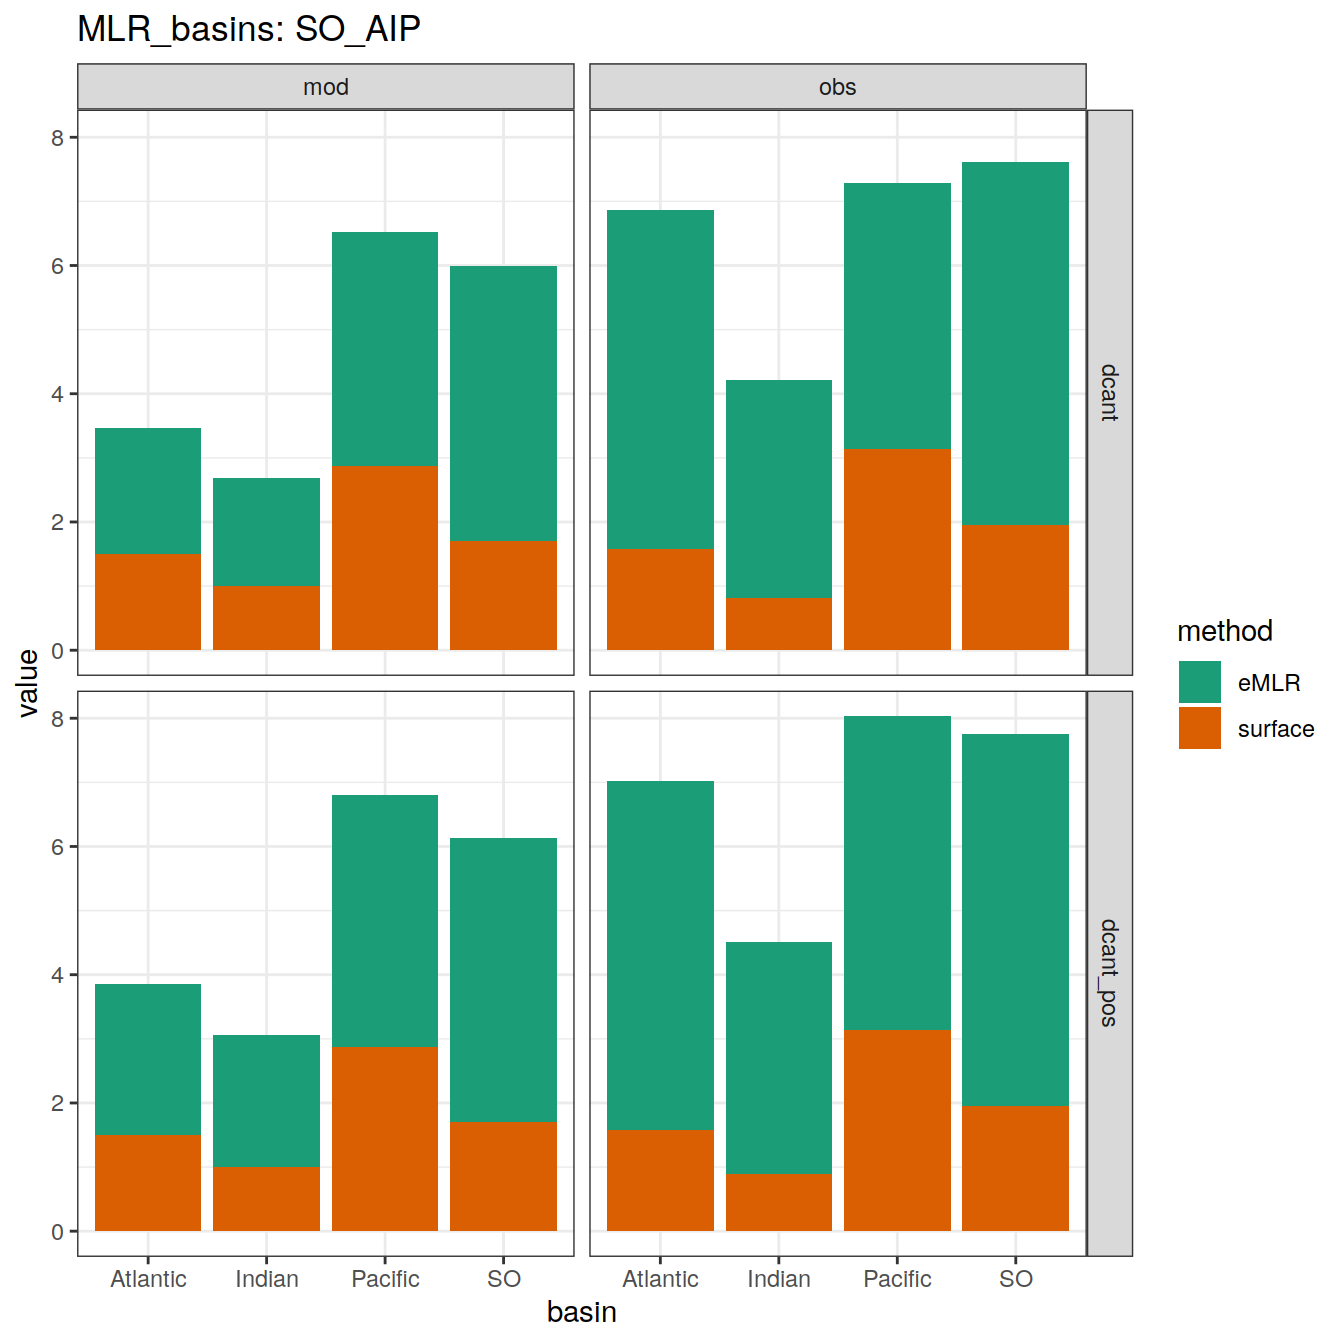 MLR_basins: SO_AIP
mod
obs
8
6
4
2
0
dcant
8
6
4
2
0
dcant_pos
value
Atlantic Indian Pacific SO
Atlantic Indian Pacific SO
basin
method
eMLR
surface